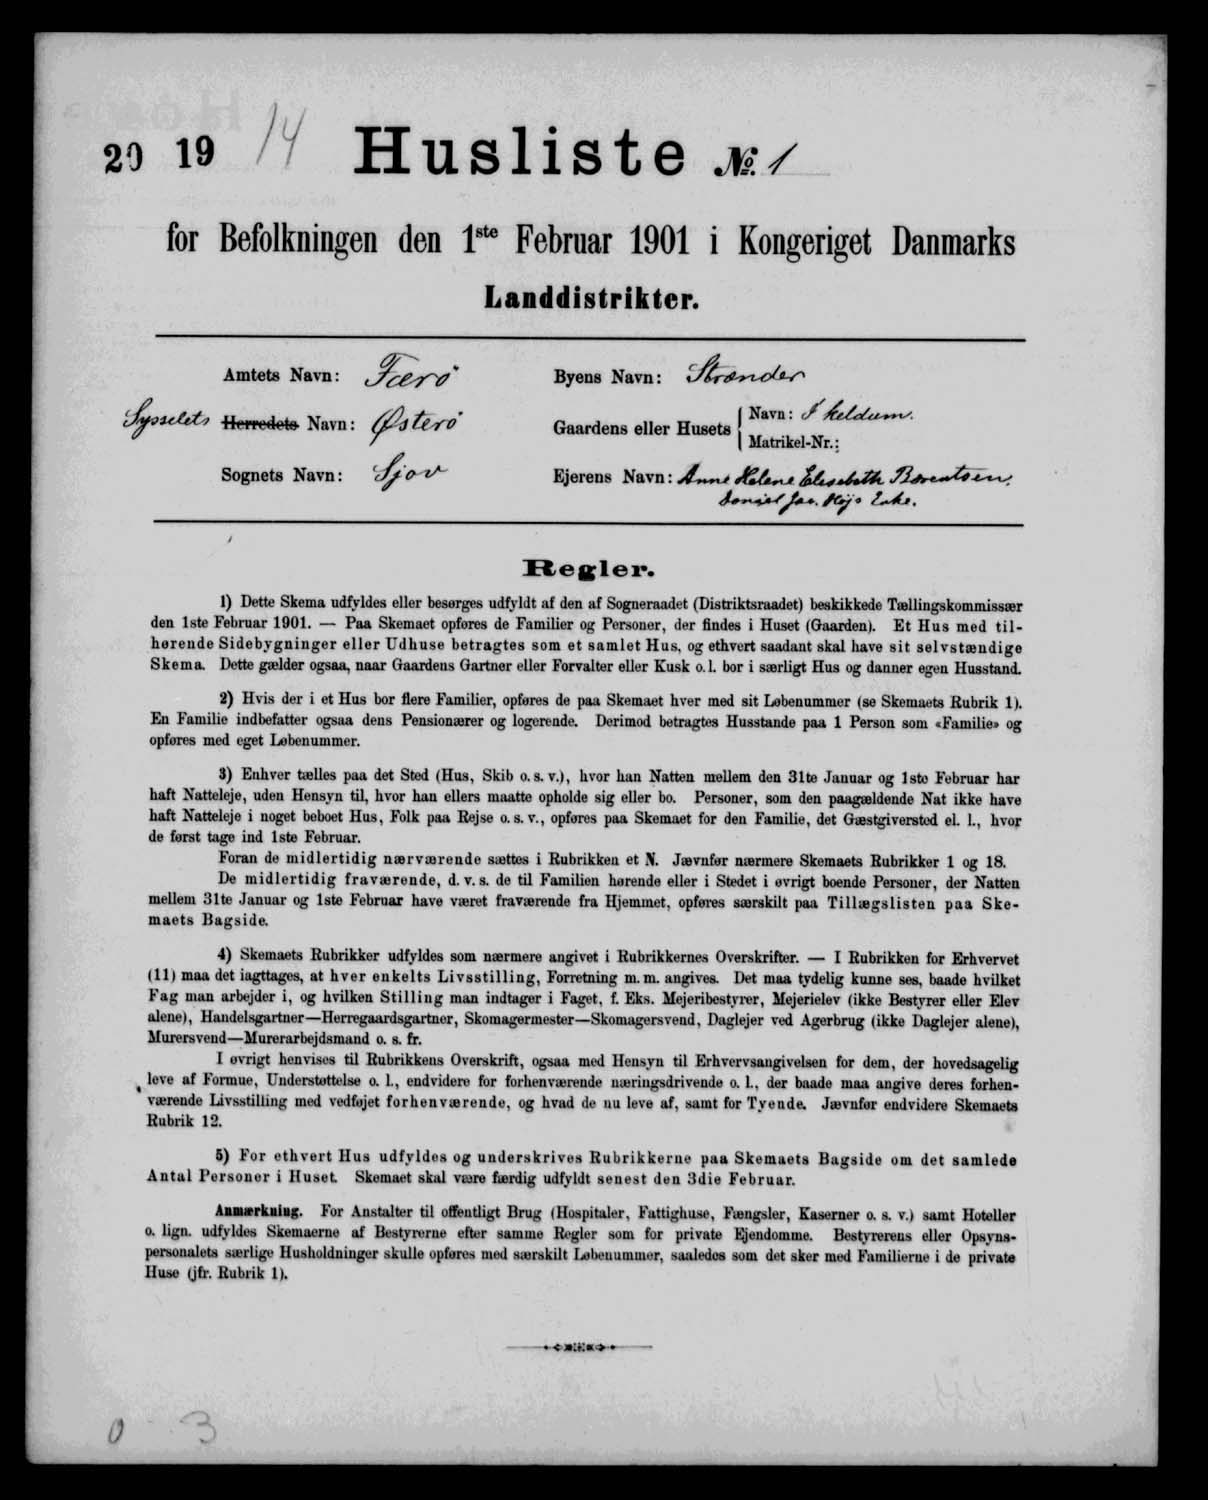 20 19 14 Husliste No. 1
for Befolkningen den 1ste Februar 1901 i Kongeriget Danmarks
Landdistrikter.
Amtets Navn: Færö Byens Navn: Strænder
Sysselets Herredets Navn: Østerö Gaardens eller Husets Navn: I keldum.
Matrikel-Nr.:
Sognets Navn: Sjov Ejerens Navn: Anne Helene Elisabeth Bærentsen,
Daniel Jac. Højs Enke.
Regler.
1) Dette Skema udfyldes eller besørges udfyldt af den af Sogneraadet (Distriktsraadet) beskikkede Tællingskommissær
den 1ste Februar 1901. — Paa Skemaet opføres de Familier og Personer, der findes i Huset (Gaarden). Et Hus med til-
hørende Sidebygninger eller Udhuse betragtes som et samlet Hus, og ethvert saadant skal have sit selvstændige
Skema. Dette gælder ogsaa, naar Gaardens Gartner eller Forvalter eller Kusk o. l. bor i særligt Hus og danner egen Husstand.
2) Hvis der i et Hus bor flere Familier, opføres de paa Skemaet hver med sit Løbenummer (se Skemaets Rubrik 1).
En Familie indbefatter ogsaa dens Pensionærer og logerende. Derimod betragtes Husstande paa 1 Person som «Familie» og
opføres med eget Løbenummer.
3) Enhver tælles paa det Sted (Hus, Skib o. s. v.), hvor han Natten mellem den 31te Januar og 1ste Februar har
haft Natteleje, uden Hensyn til, hvor han ellers maatte opholde sig eller bo. Personer, som den paagældende Nat ikke have
haft Natteleje i noget beboet Hus, Folk paa Rejse o. s. v., opføres paa Skemaet for den Familie, det Gæstgiversted el. l., hvor
de først tage ind 1ste Februar.
Foran de midlertidig nærværende sættes i Rubrikken et N. Jævnfør nærmere Skemaets Rubrikker 1 og 18.
De midlertidig fraværende, d. v. s. de til Familien hørende eller i Stedet i øvrigt boende Personer, der Natten
mellem 31te Januar og 1ste Februar have været fraværende fra Hjemmet, opføres særskilt paa Tillægslisten paa Ske-
maets Bagside.
4) Skemaets Rubrikker udfyldes som nærmere angivet i Rubrikkernes Overskrifter. — I Rubrikken for Erhvervet
(11) maa det iagttages, at hver enkelts Livsstilling, Forretning m. m. angives. Det maa tydelig kunne ses, baade hvilket
Fag man arbejder i, og hvilken Stilling man indtager i Faget, f. Eks. Mejeribestyrer, Mejerielev (ikke Bestyrer eller Elev
alene), Handelsgartner—Herregaardsgartner, Skomagermester—Skomagersvend, Daglejer ved Agerbrug (ikke Daglejer alene),
Murersvend—Murerarbejdsmand o. s. fr.
I øvrigt henvises til Rubrikkens Overskrift, ogsaa med Hensyn til Erhvervsangivelsen for dem, der hovedsagelig
leve af Formue, Understøttelse o. l., endvidere for forhenværende næringsdrivende o. l., der baade maa angive deres forhen-
værende Livsstilling med vedføjet forhenværende, og hvad de nu leve af, samt for Tyende. Jævnfør endvidere Skemaets
Rubrik 12.
5) For ethvert Hus udfyldes og underskrives Rubrikkerne paa Skemaets Bagside om det samlede
Antal Personer i Huset. Skemaet skal være færdig udfyldt senest den 3die Februar.
Anmærkning. For Anstalter til offentligt Brug (Hospitaler, Fattighuse, Fængsler, Kaserner o. s. v.) samt Hoteller
o. lign. udfyldes Skemaerne af Bestyrerne efter samme Regler som for private Ejendomme. Bestyrerens eller Opsyns-
personalets særlige Husholdninger skulle opføres med særskilt Løbenummer, saaledes som det sker med Familierne i de private
Huse (jfr. Rubrik 1).
0 3